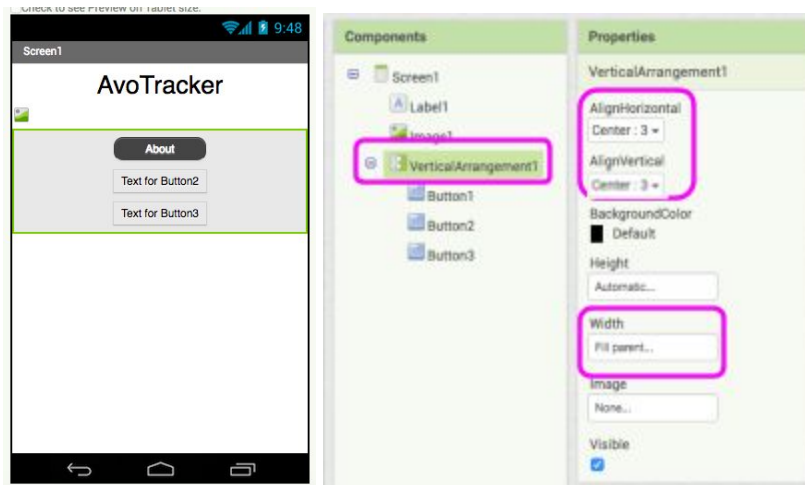 Check to see Preview on Tablet size.
9:48
Screen1
AvoTracker
About
Text for Button2
Text for Button3
Components
Screen1
Label1
Image1
VerticalArrangement1
Button1
Button2
Button3
Properties
VerticalArrangement1
AlignHorizontal
Center : 3
AlignVertical
Center : 3
BackgroundColor
Default
Height
Automatic...
Width
Fill parent...
Image
None...
Visible